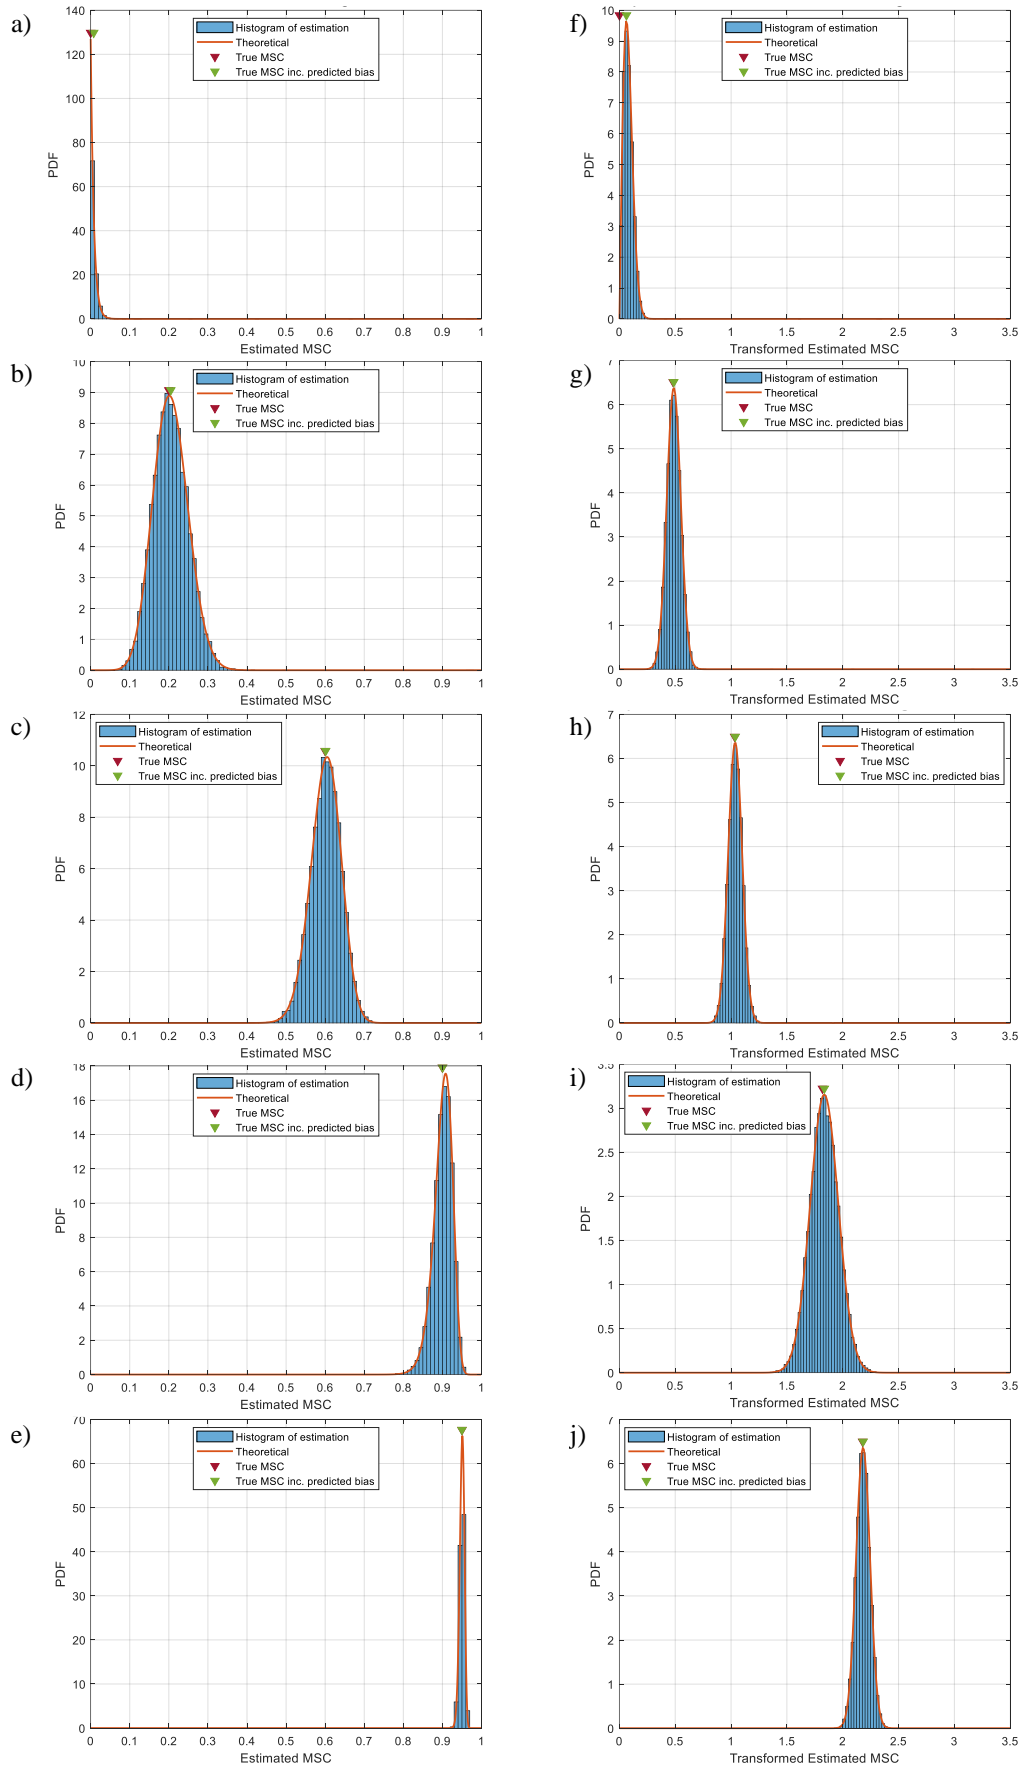 a)
140
120
100
80
60
40
20
0
PDF
Histogram of estimation
Theoretical
True MSC
True MSC inc. predicted bias
0 0.1 0.2 0.3 0.4 0.5 0.6 0.7 0.8 0.9 1
Estimated MSC
f)
10
9
8
7
6
5
4
3
2
1
0
PDF
Histogram of estimation
Theoretical
True MSC
True MSC inc. predicted bias
0 0.5 1 1.5 2 2.5 3 3.5
Transformed Estimated MSC
b)
10
9
8
7
6
5
4
3
2
1
0
PDF
Histogram of estimation
Theoretical
True MSC
True MSC inc. predicted bias
0 0.1 0.2 0.3 0.4 0.5 0.6 0.7 0.8 0.9 1
Estimated MSC
g)
7
6
5
4
3
2
1
0
PDF
Histogram of estimation
Theoretical
True MSC
True MSC inc. predicted bias
0 0.5 1 1.5 2 2.5 3 3.5
Transformed Estimated MSC
c)
12
10
8
6
4
2
0
PDF
Histogram of estimation
Theoretical
True MSC
True MSC inc. predicted bias
0 0.1 0.2 0.3 0.4 0.5 0.6 0.7 0.8 0.9 1
Estimated MSC
h)
7
6
5
4
3
2
1
0
PDF
Histogram of estimation
Theoretical
True MSC
True MSC inc. predicted bias
0 0.5 1 1.5 2 2.5 3 3.5
Transformed Estimated MSC
d)
18
16
14
12
10
8
6
4
2
0
PDF
Histogram of estimation
Theoretical
True MSC
True MSC inc. predicted bias
0 0.1 0.2 0.3 0.4 0.5 0.6 0.7 0.8 0.9 1
Estimated MSC
i)
3.5
3
2.5
2
1.5
1
0.5
0
PDF
Histogram of estimation
Theoretical
True MSC
True MSC inc. predicted bias
0 0.5 1 1.5 2 2.5 3 3.5
Transformed Estimated MSC
e)
70
60
50
40
30
20
10
0
PDF
Histogram of estimation
Theoretical
True MSC
True MSC inc. predicted bias
0 0.1 0.2 0.3 0.4 0.5 0.6 0.7 0.8 0.9 1
Estimated MSC
j)
7
6
5
4
3
2
1
0
PDF
Histogram of estimation
Theoretical
True MSC
True MSC inc. predicted bias
0 0.5 1 1.5 2 2.5 3 3.5
Transformed Estimated MSC